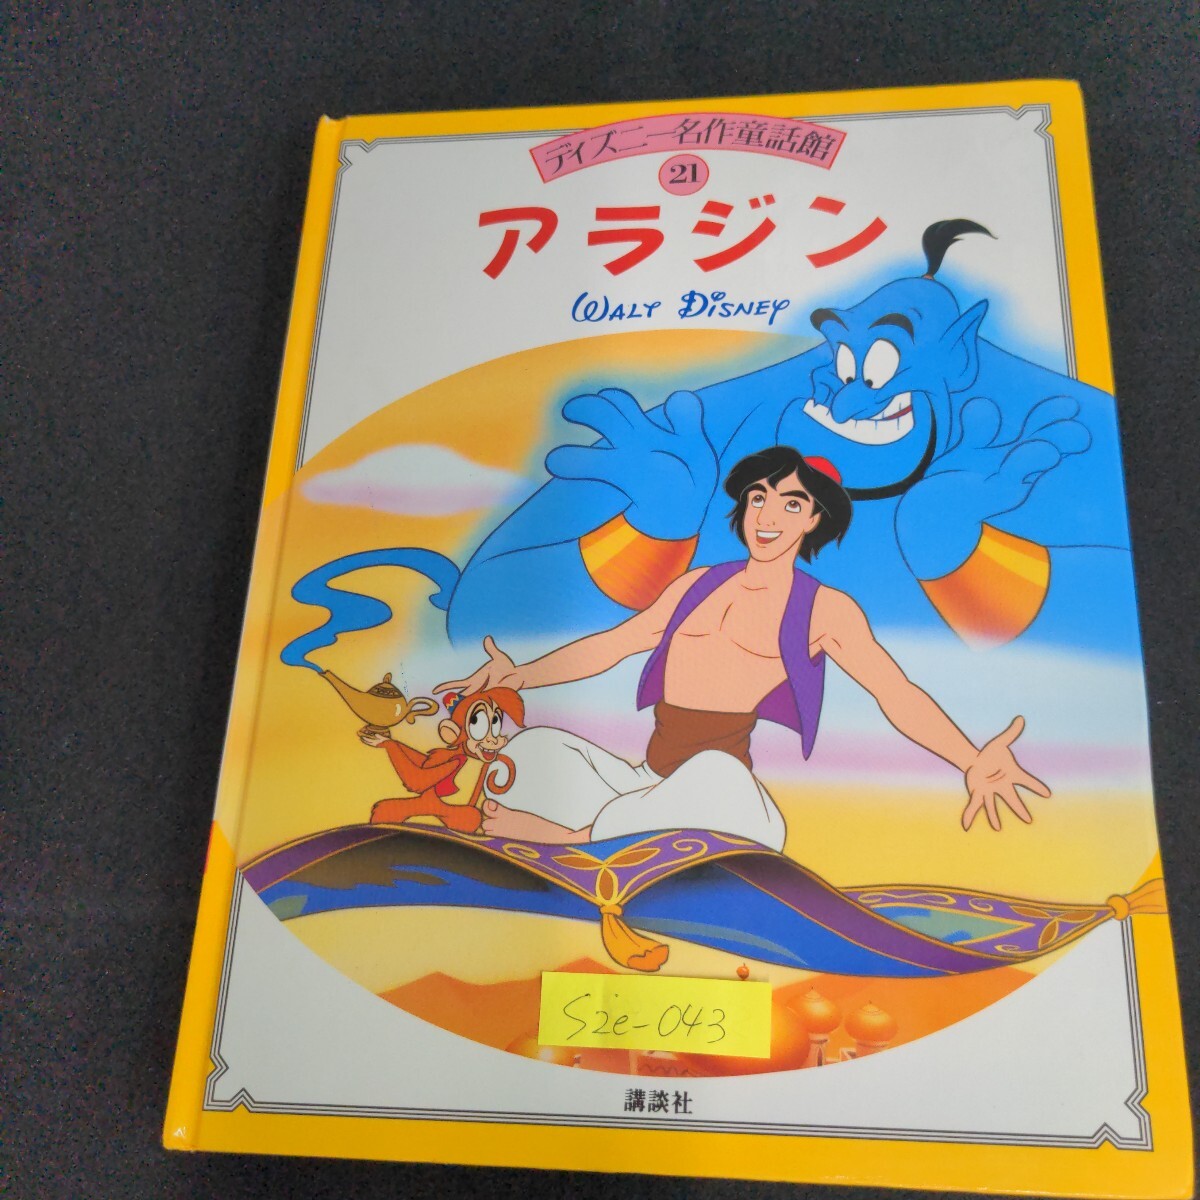 ディズニー名作童話館
21
アラジン
WALT DISNEY
S2e-043
講談社